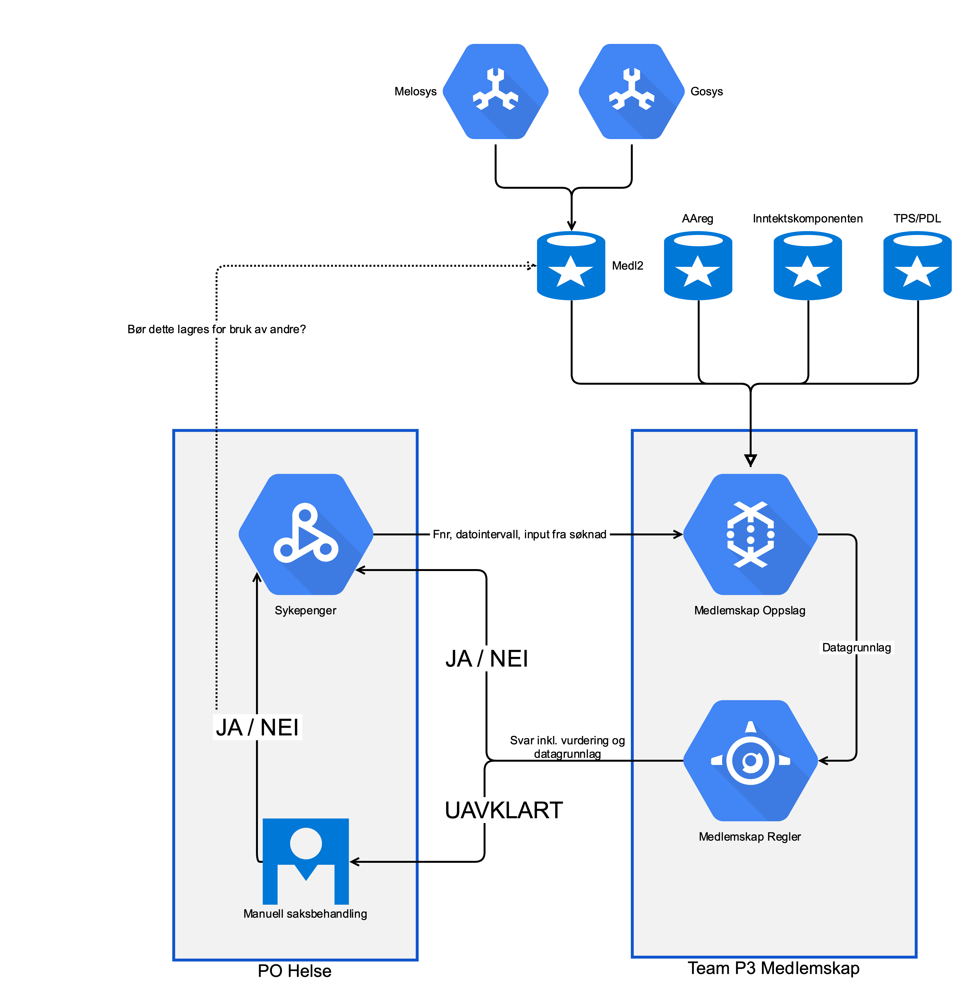 Melosys
Gosys
AAreg
Inntektskomponenten
TPS/PDL
Medl2
Bør dette lagres for bruk av andre?
Fnr, datointervall, input fra søknad
Sykepenger
Medlemskap Oppslag
Datagrunnlag
JA / NEI
JA / NEI
Svar inkl. vurdering og
datagrunnlag
UAVKLART
Medlemskap Regler
Manuell saksbehandling
PO Helse
Team P3 Medlemskap